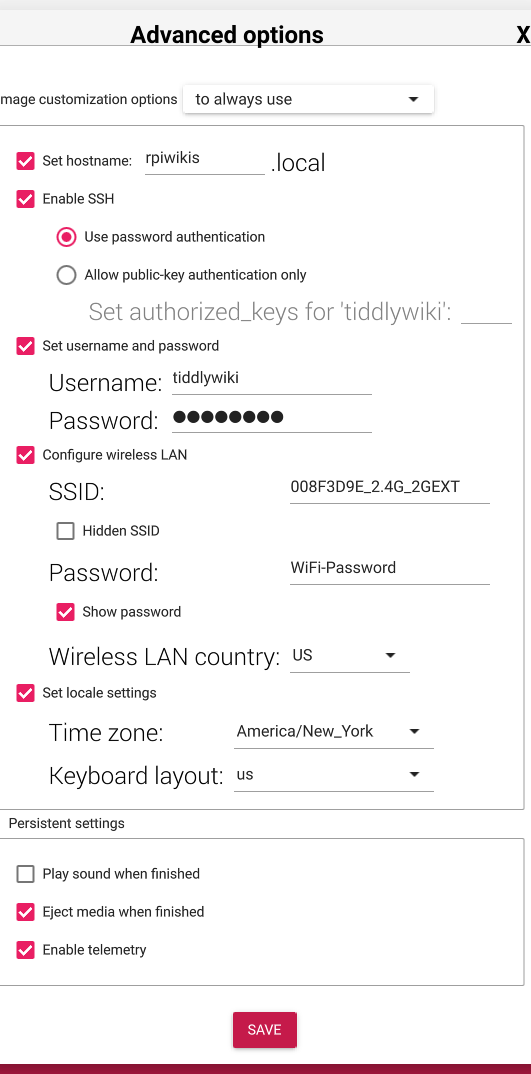 Advanced options X
mage customization options to always use
Set hostname: rpiwikis .local
Enable SSH
Use password authentication
Allow public-key authentication only
Set authorized_keys for 'tiddlywiki':
Set username and password
Username: tiddlywiki
Password: ●●●●●●●●
Configure wireless LAN
SSID: 008F3D9E_2.4G_2GEXT
Hidden SSID
Password: WiFi-Password
Show password
Wireless LAN country: US
Set locale settings
Time zone: America/New_York
Keyboard layout: us
Persistent settings
Play sound when finished
Eject media when finished
Enable telemetry
SAVE